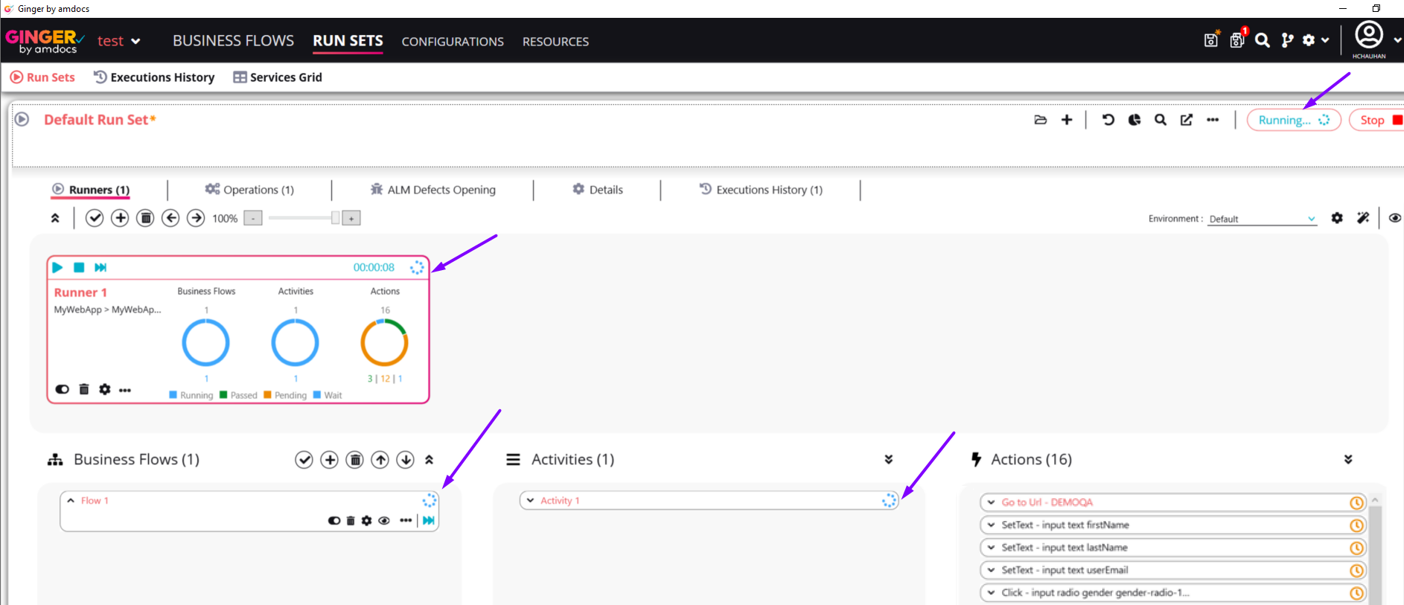 Ginger by amdocs
GINGER by amdocs test BUSINESS FLOWS RUN SETS CONFIGURATIONS RESOURCES 1
HCHAUHAN
Run Sets Executions History Services Grid
Default Run Set* Running... Stop
Runners (1) Operations (1) ALM Defects Opening Details Executions History (1)
100% - + Environment : Default
00:00:08
Runner 1 Business Flows Activities Actions
MyWebApp > MyWebAp... 1 1 16
1 1 3 | 12 | 1
Running Passed Pending Wait
Business Flows (1) Activities (1) Actions (16)
Flow 1 Activity 1 Go to Url - DEMOQA
SetText - input text firstName
SetText - input text lastName
SetText - input text userEmail
Click - input radio gender gender-radio-1...